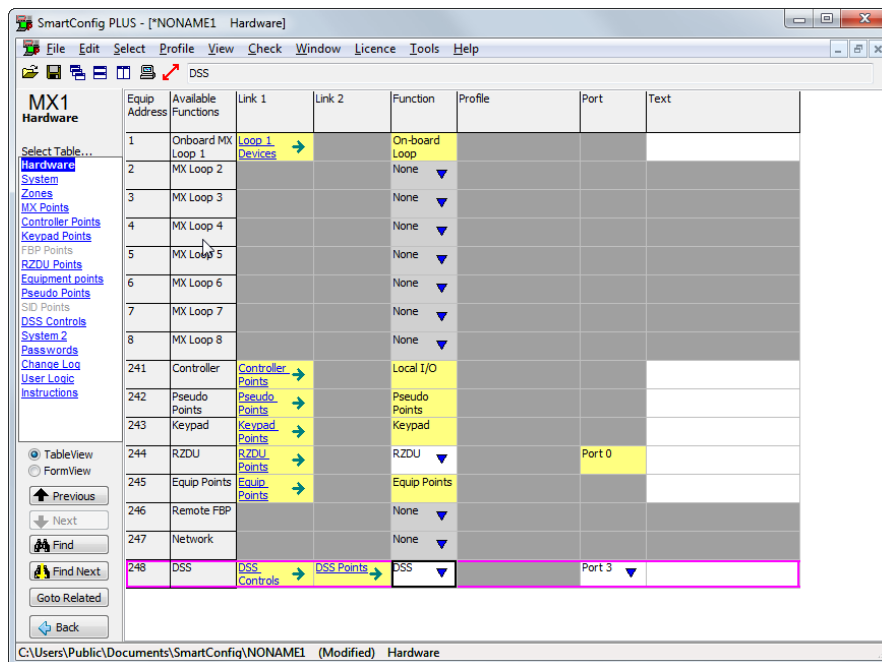 SmartConfig PLUS - [*NONAME1 Hardware]
File Edit Select Profile View Check Window Licence Tools Help
DSS
MX1
Hardware
Select Table...
Hardware
System
Zones
MX Points
Controller Points
Keypad Points
FBP Points
RZDU Points
Equipment points
Pseudo Points
SID Points
DSS Controls
System 2
Passwords
Change Log
User Logic
Instructions
TableView
FormView
Previous
Next
Find
Find Next
Goto Related
Back
Equip Address Available Functions Link 1 Link 2 Function Profile Port Text
1 Onboard MX Loop 1 Loop 1 Devices On-board Loop
2 MX Loop 2 None
3 MX Loop 3 None
4 MX Loop 4 None
5 MX Loop 5 None
6 MX Loop 6 None
7 MX Loop 7 None
8 MX Loop 8 None
241 Controller Controller Points Local I/O
242 Pseudo Points Pseudo Points Pseudo Points
243 Keypad Keypad Points Keypad
244 RZDU RZDU Points RZDU Port 0
245 Equip Points Equip Points Equip Points
246 Remote FBP None
247 Network None
248 DSS DSS Controls DSS Points DSS Port 3
C:\Users\Public\Documents\SmartConfig\NONAME1 (Modified) Hardware